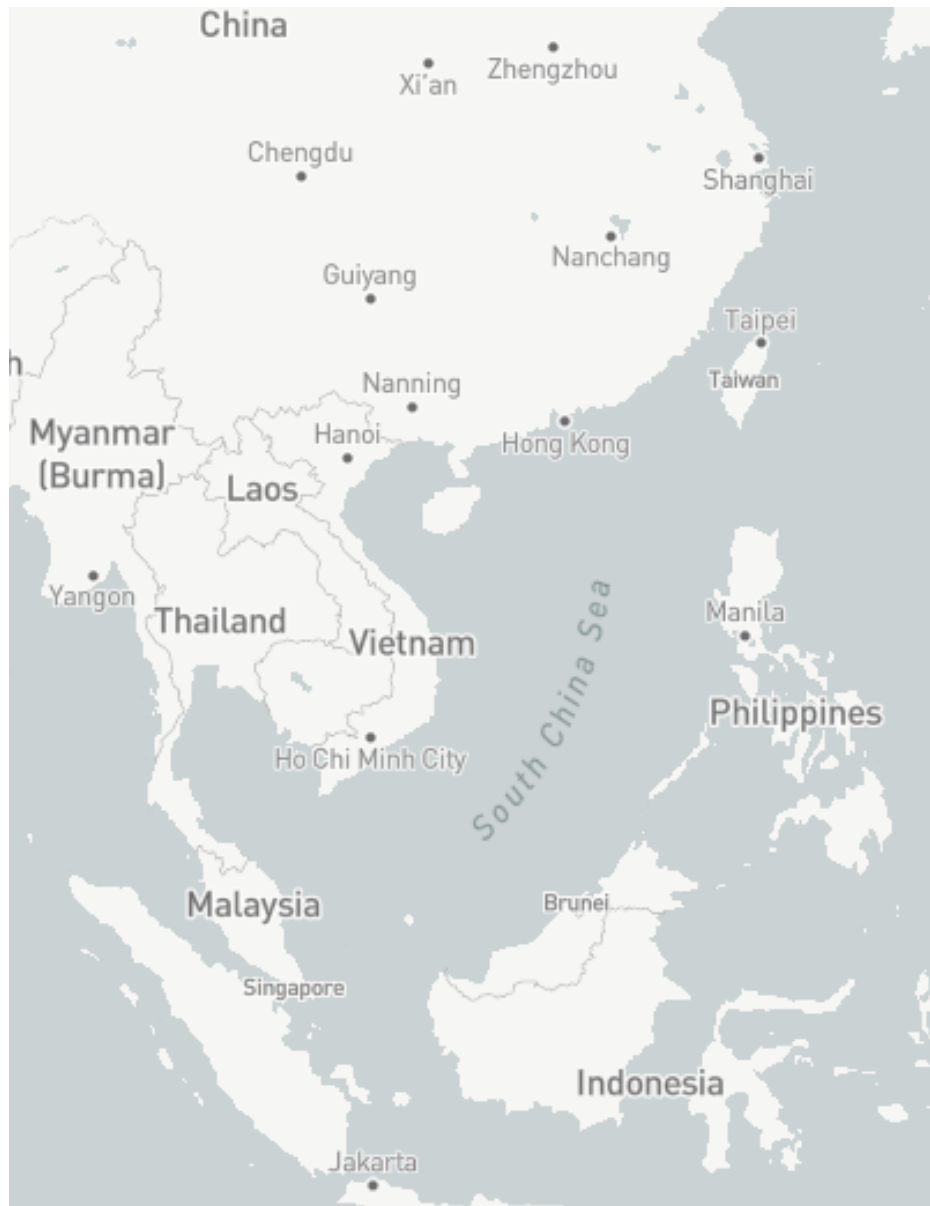 China
Xi'an
Zhengzhou
Chengdu
Shanghai
Nanchang
Guiyang
Taipei
Taiwan
Nanning
Hanoi
Hong Kong
Myanmar
(Burma)
Laos
Yangon
Thailand
Vietnam
South China Sea
Manila
Philippines
Ho Chi Minh City
Malaysia
Brunei
Singapore
Indonesia
Jakarta